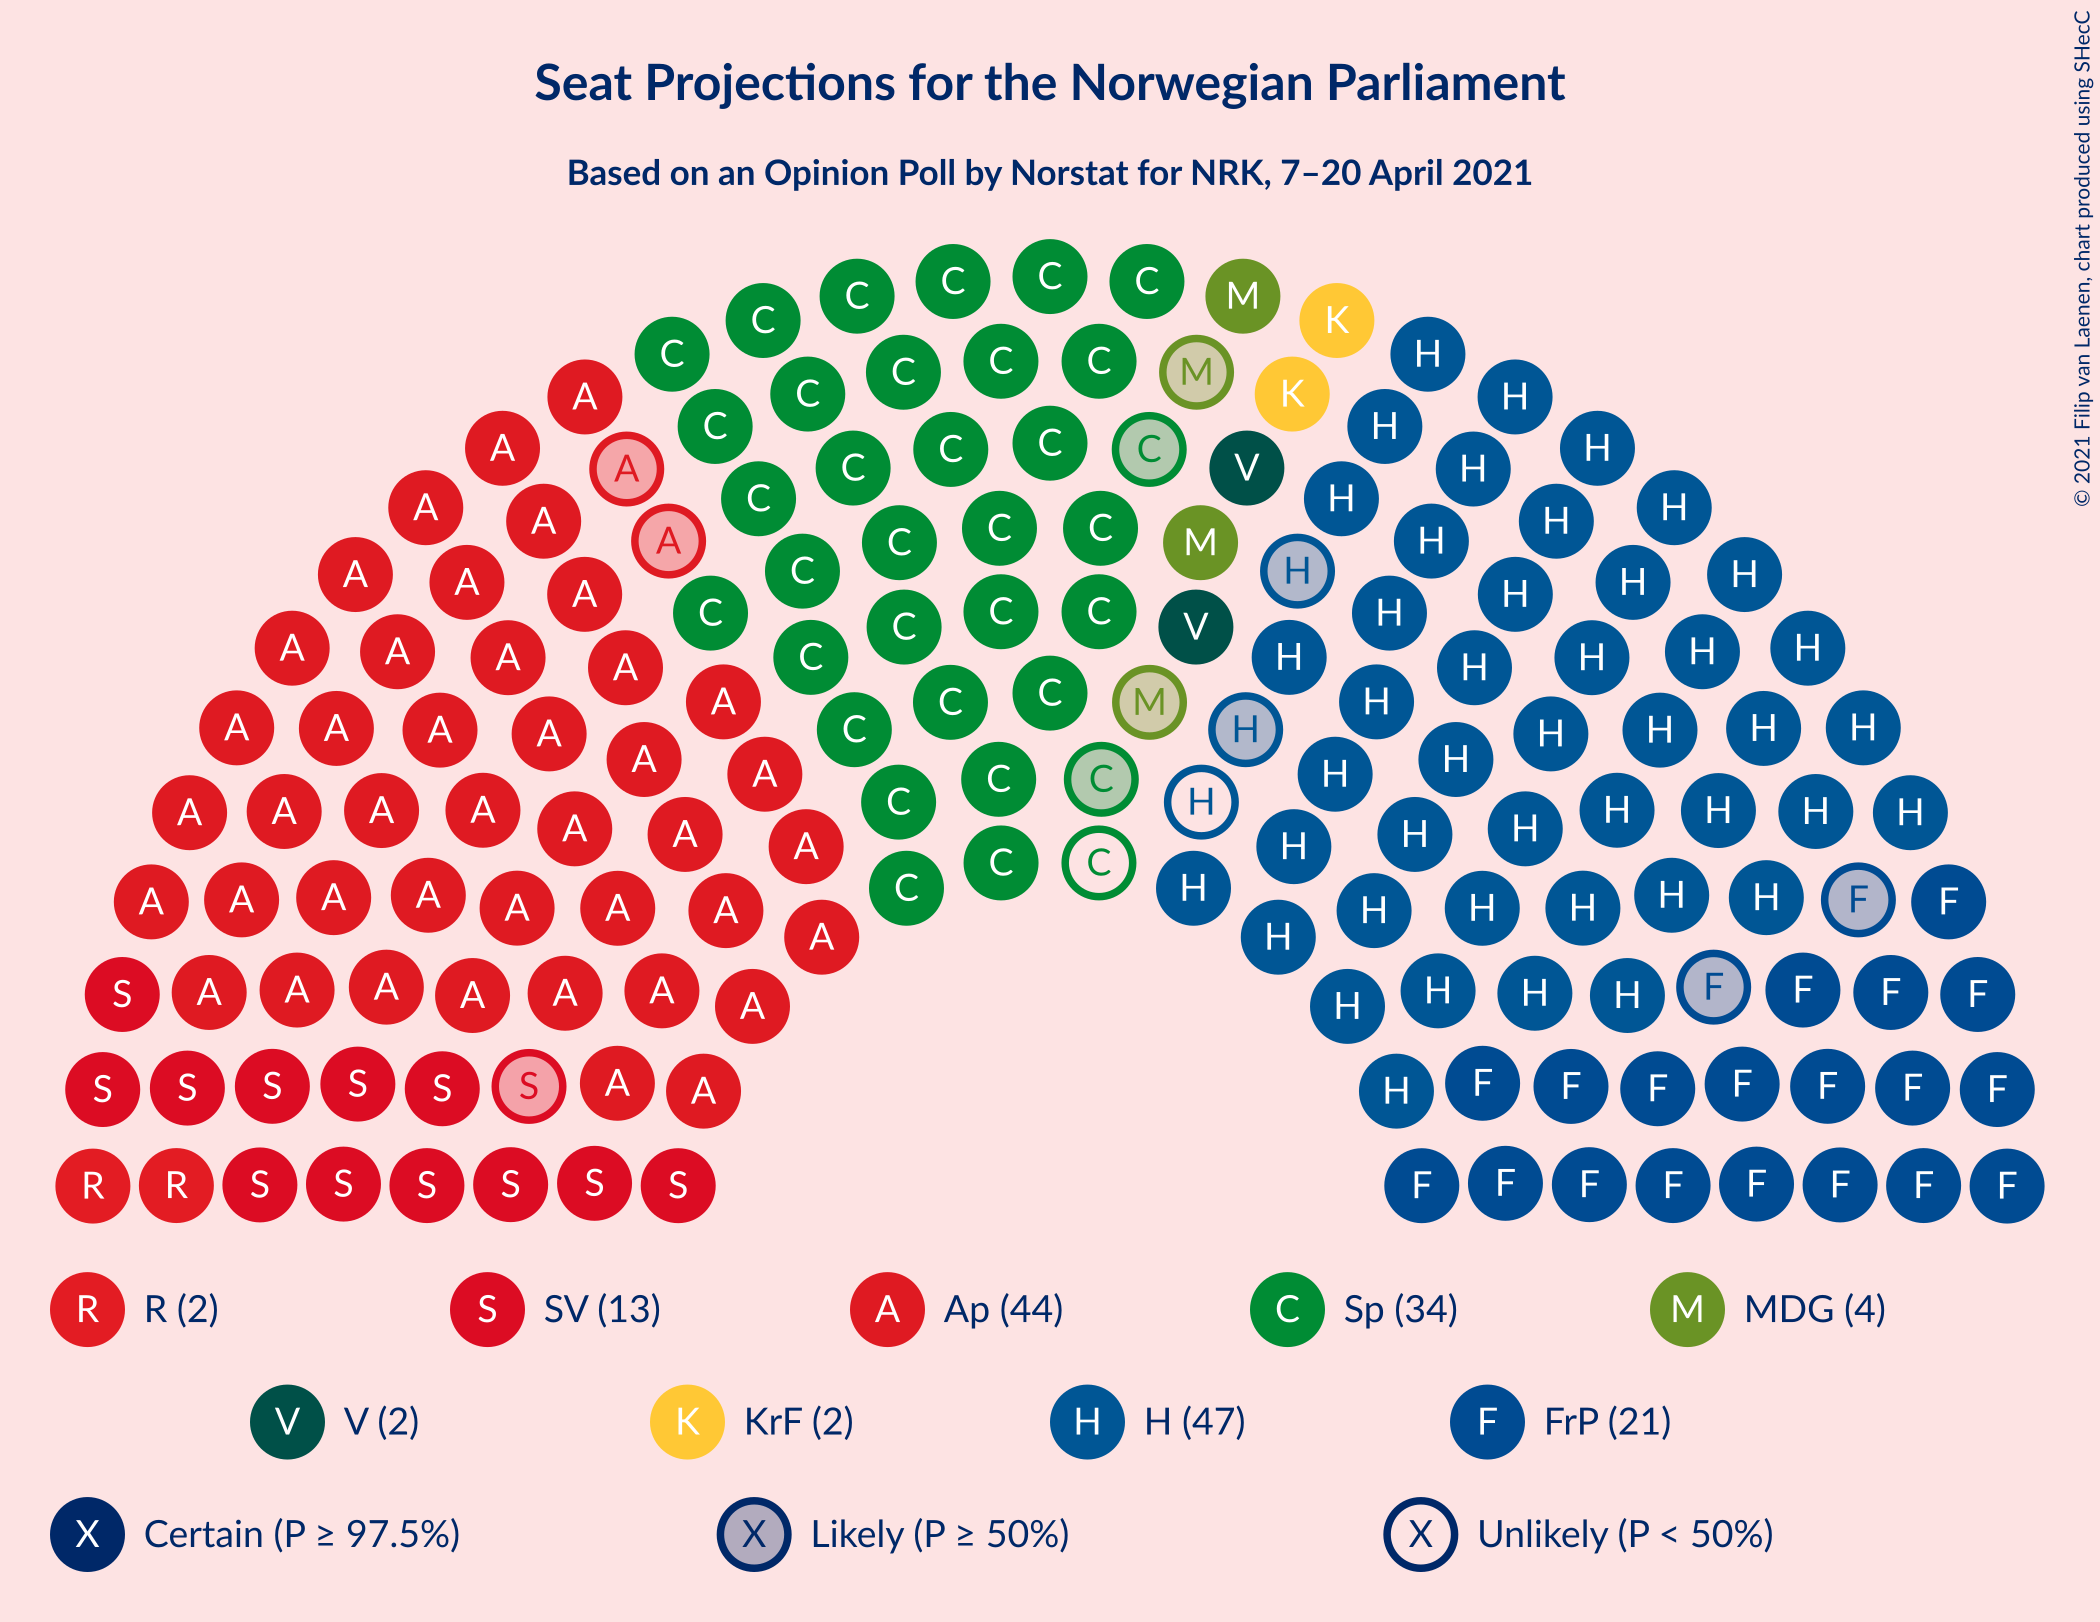 Seat Projections for the Norwegian Parliament
Based on an Opinion Poll by Norstat for NRK, 7–20 April 2021
© 2021 Filip van Laenen, chart produced using SHecC
C C C C C C M K H
A C C C C C M K H H
A A C C C C C V H H H
A A A C C C C M H H H H
A A A C C C C V H H H H H
A A A A C C C M H H H H H H
A A A A A A C C C H H H H H H H H
A A A A A A A C C C H H H H H H H H
A A A A A A A A H H H H H H F F
S A A A A A A A H H H H F F F F
S S S S S S A A H F F F F F F F
R R S S S S S S F F F F F F F F
R R (2) S SV (13) A Ap (44) C Sp (34) M MDG (4)
V V (2) K KrF (2) H H (47) F FrP (21)
X Certain (P ≥ 97.5%) X Likely (P ≥ 50%) X Unlikely (P < 50%)